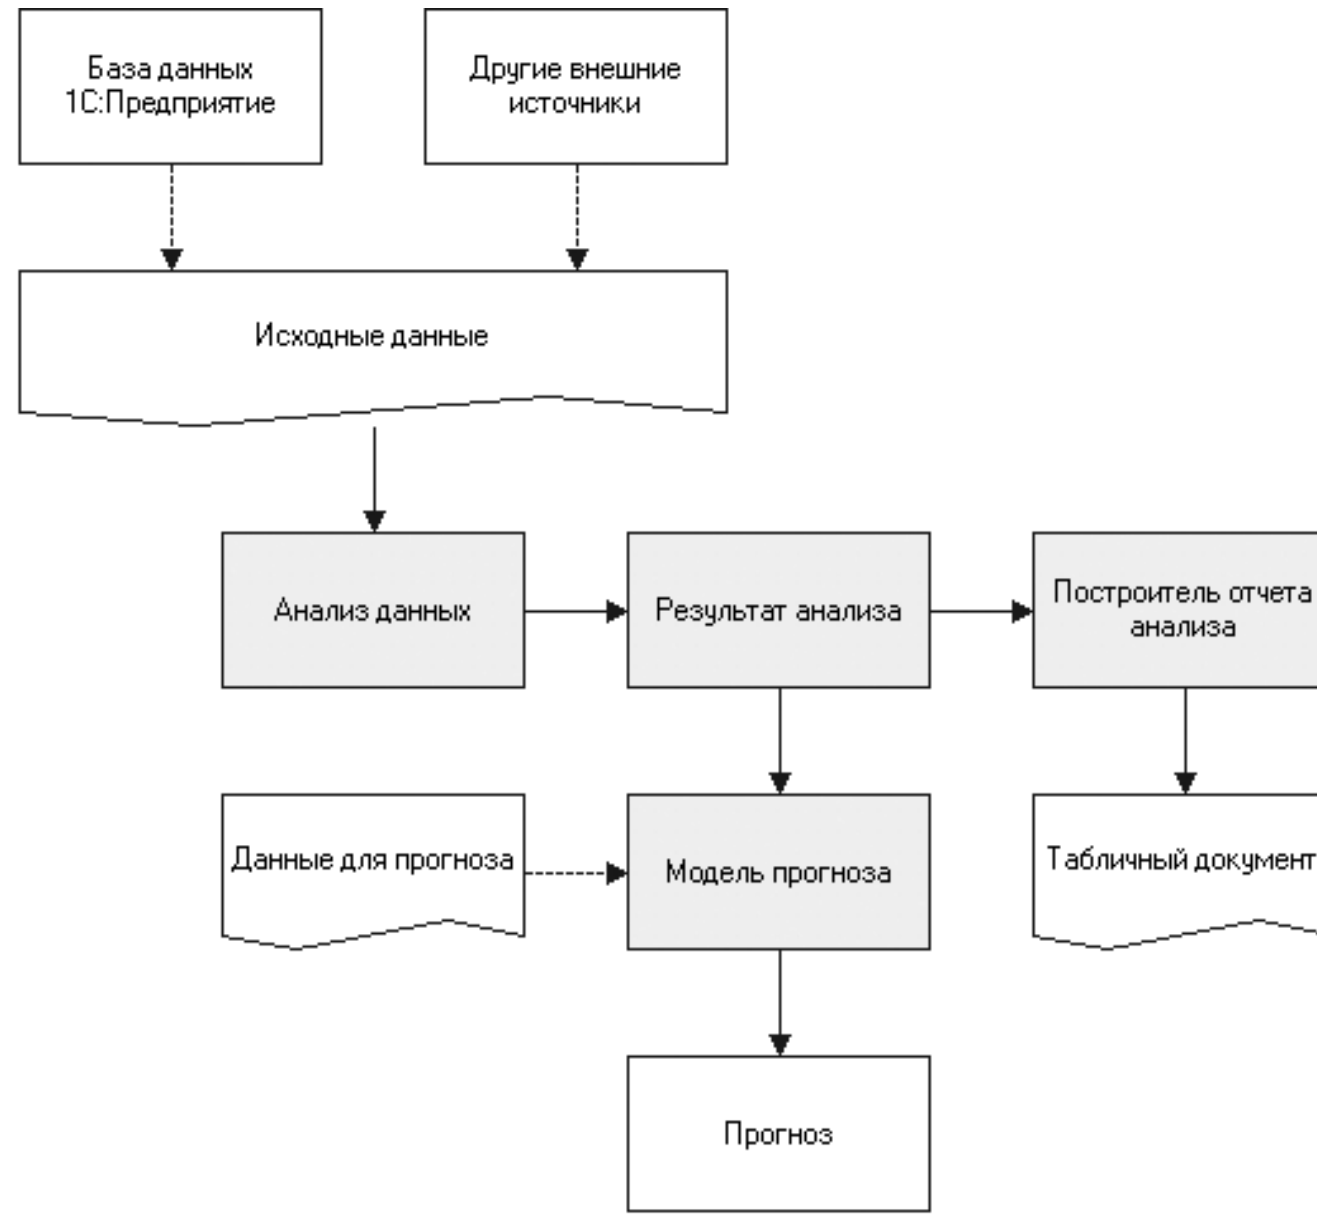 База данных
1С:Предприятие
Другие внешние
источники
Исходные данные
Анализ данных
Результат анализа
Построитель отчета
анализа
Данные для прогноза
Модель прогноза
Табличный документ
Прогноз